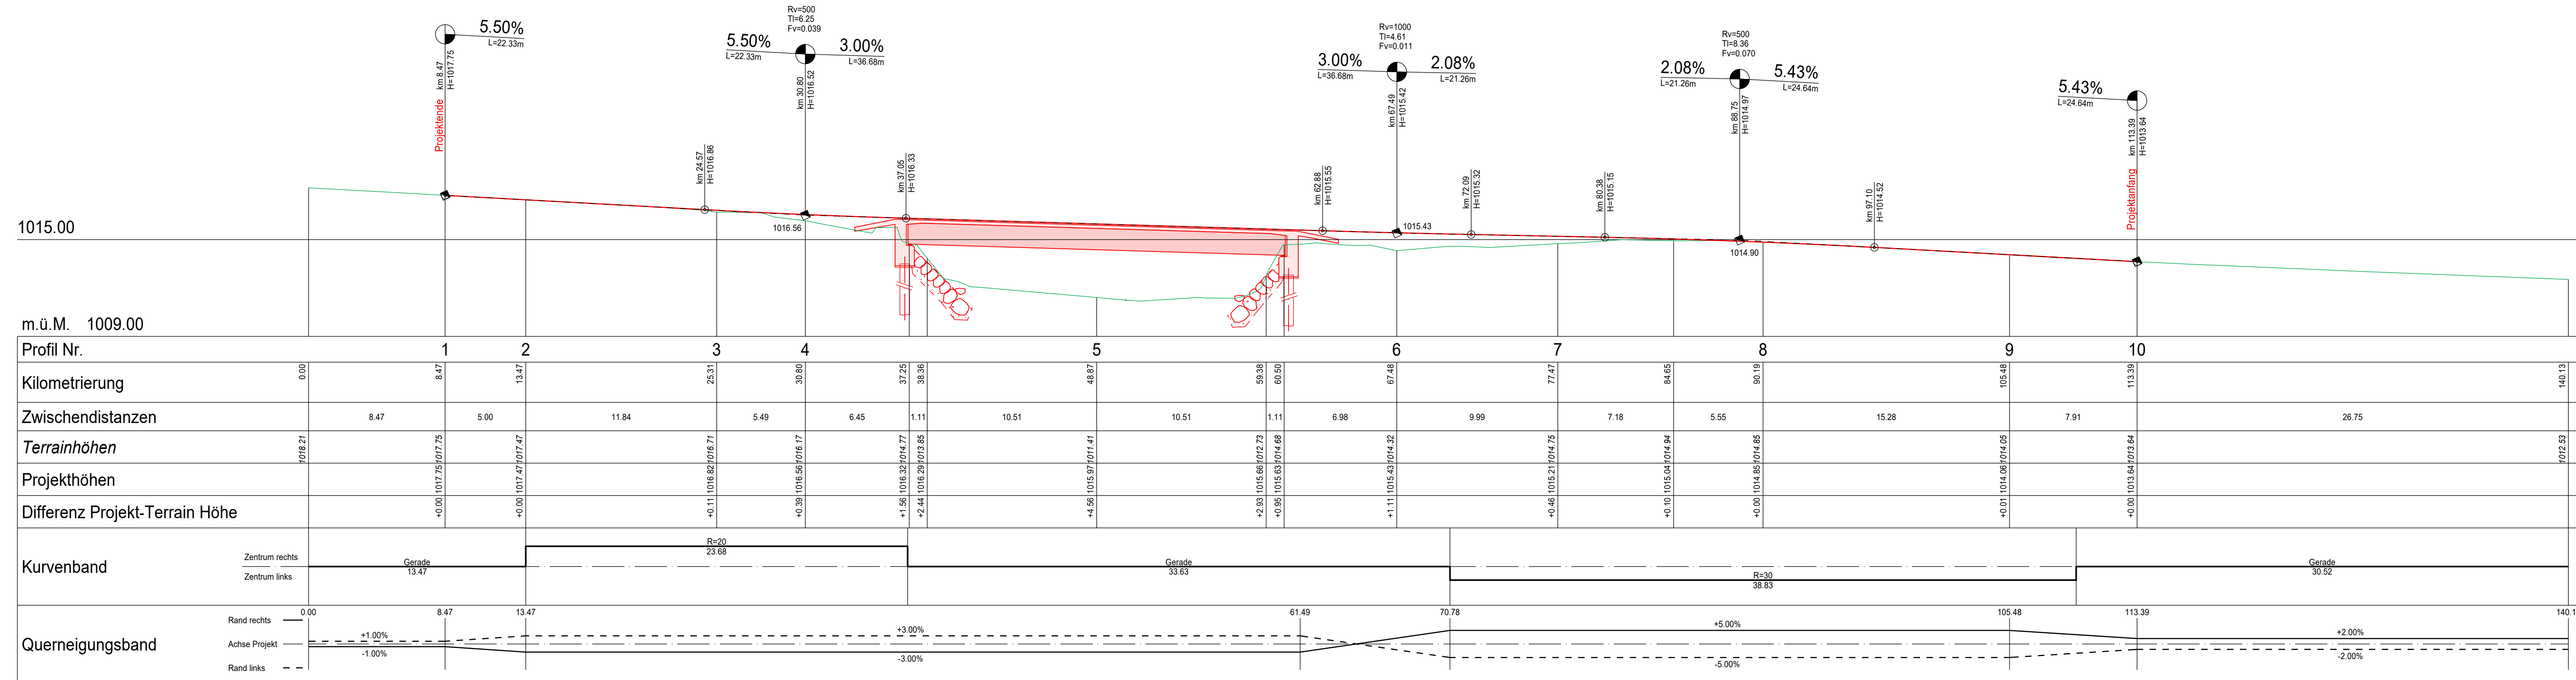 5.50%
L=22.33m
km 8.47
H=1017.75
Projektende
Rv=500
Tl=6.25
Fv=0.039
5.50%
L=22.33m
3.00%
L=36.68m
km 30.80
H=1016.52
Rv=1000
Tl=4.61
Fv=0.011
3.00%
L=36.68m
2.08%
L=21.26m
km 67.49
H=1015.42
Rv=500
Tl=8.36
Fv=0.070
2.08%
L=21.26m
5.43%
L=24.64m
km 88.75
H=1014.97
5.43%
L=24.64m
km 113.39
H=1013.64
Projektanfang
km 24.57
H=1016.86
km 37.05
H=1016.33
km 62.88
H=1015.55
km 72.09
H=1015.32
km 80.38
H=1015.15
km 97.10
H=1014.52
1016.56
1015.43
1014.90
1015.00
m.ü.M. 1009.00
Profil Nr. 1 2 3 4 5 6 7 8 9 10
Kilometrierung 0.00 8.47 13.47 25.31 30.80 37.25 38.36 48.87 59.38 60.50 67.48 77.47 84.65 90.19 105.48 113.39 140.13
Zwischendistanzen 8.47 5.00 11.84 5.49 6.45 1.11 10.51 10.51 1.11 6.98 9.99 7.18 5.55 15.28 7.91 26.75
Terrainhöhen 1018.21 1017.75 1017.47 1016.71 1016.17 1014.77 1013.85 1011.41 1012.73 1014.68 1014.32 1014.75 1014.94 1014.85 1014.05 1013.64 1012.53
Projekthöhen 1017.75 1017.47 1016.82 1016.56 1016.32 1016.29 1015.97 1015.66 1015.63 1015.43 1015.21 1015.04 1014.85 1014.06 1013.64
Differenz Projekt-Terrain Höhe +0.00 +0.00 +0.11 +0.39 +1.56 +2.44 +4.56 +2.93 +0.95 +1.11 +0.46 +0.10 +0.00 +0.01 +0.00
Kurvenband
Zentrum rechts
Zentrum links
Gerade
13.47
R=20
23.68
Gerade
33.63
R=30
38.83
Gerade
30.52
0.00 8.47 13.47 61.49 70.78 105.48 113.39 140.1
Querneigungsband
Rand rechts
Achse Projekt
Rand links
+1.00%
-1.00%
+3.00%
-3.00%
+5.00%
-5.00%
+2.00%
-2.00%